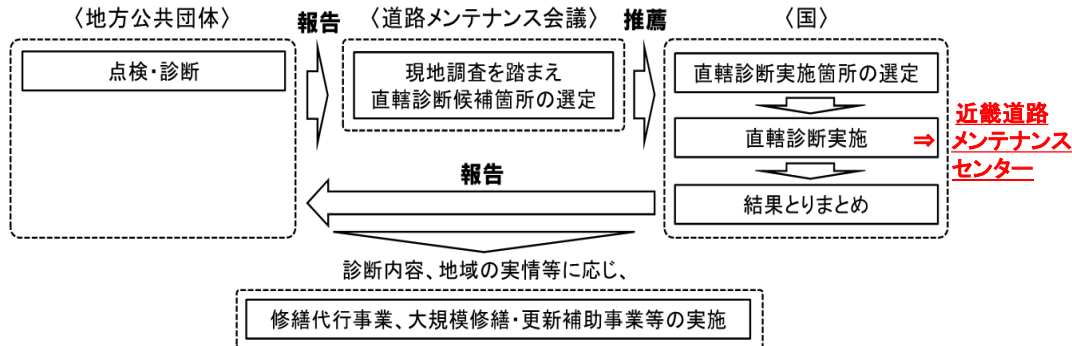 〈地方公共団体〉
報告
〈道路メンテナンス会議〉
推薦
〈国〉
点検・診断
現地調査を踏まえ
直轄診断候補箇所の選定
直轄診断実施箇所の選定
直轄診断実施
⇒
近畿道路
メンテナンス
センター
報告
結果とりまとめ
診断内容、地域の実情等に応じ、
修繕代行事業、大規模修繕・更新補助事業等の実施